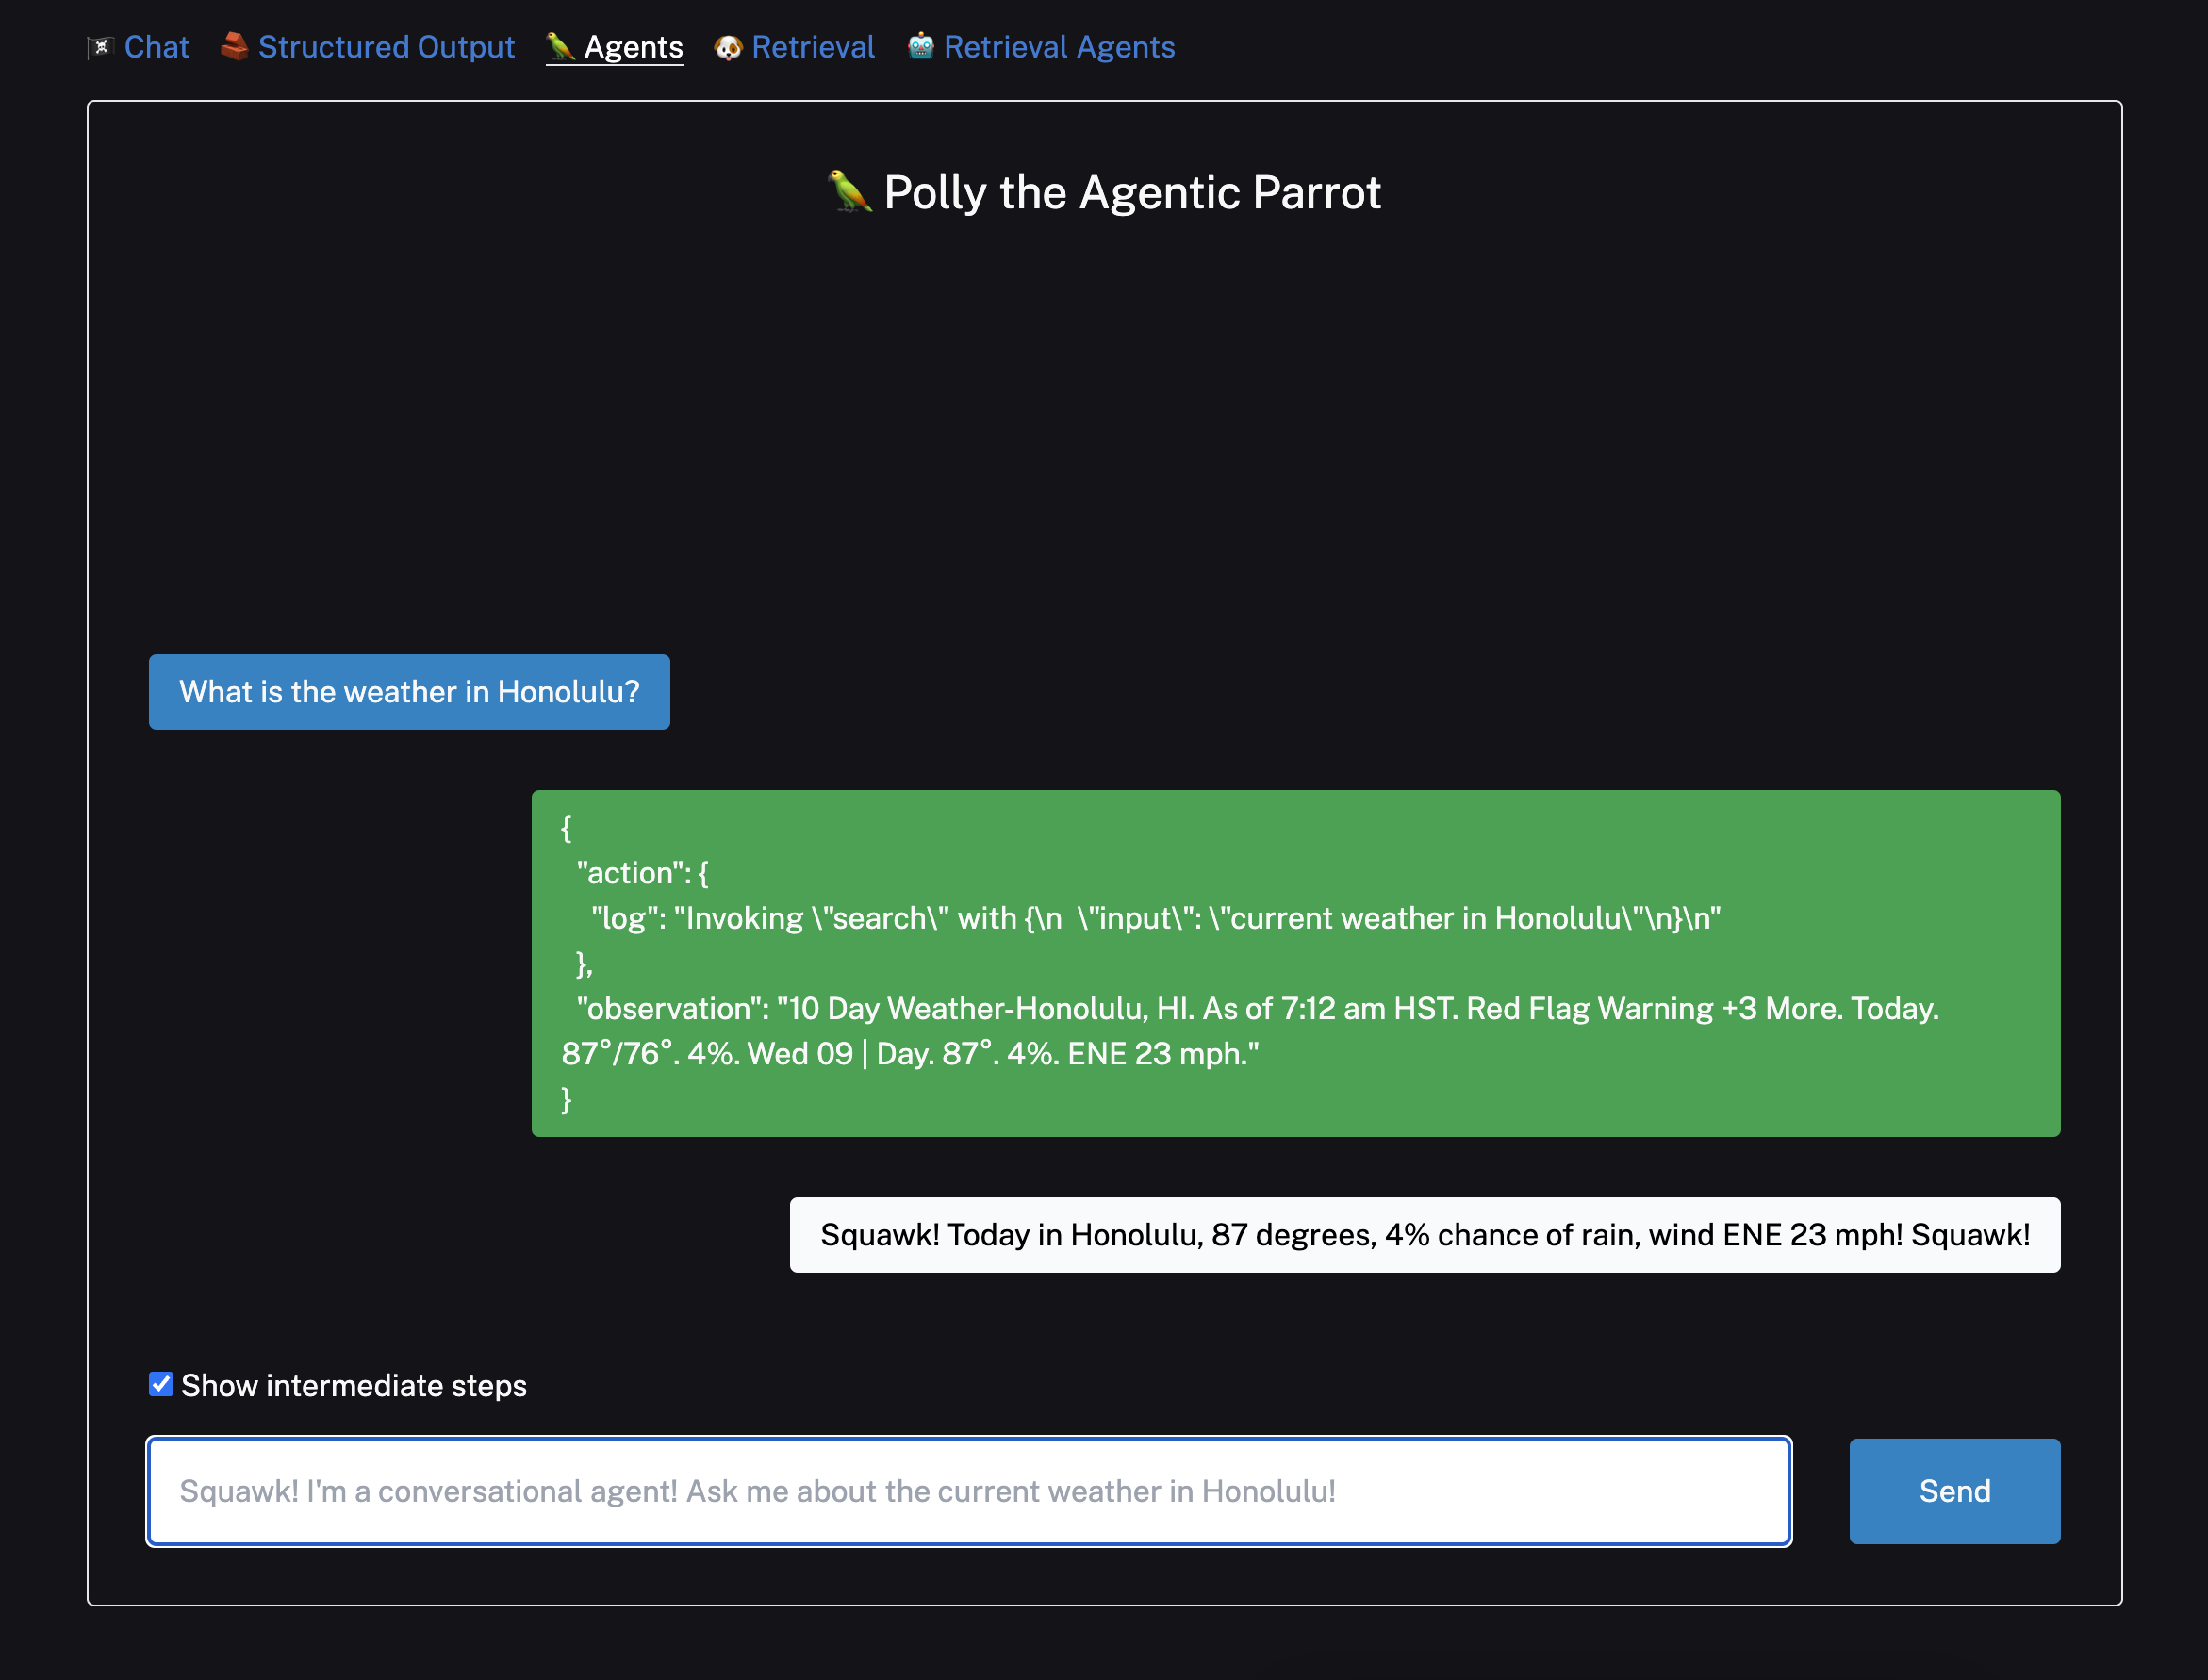 Chat Structured Output Agents Retrieval Retrieval Agents
Polly the Agentic Parrot
What is the weather in Honolulu?
{
"action": {
"log": "Invoking \"search\" with {\n  \"input\": \"current weather in Honolulu\"\n}\n"
},
"observation": "10 Day Weather-Honolulu, HI. As of 7:12 am HST. Red Flag Warning +3 More. Today.
87°/76°. 4%. Wed 09 | Day. 87°. 4%. ENE 23 mph."
}
Squawk! Today in Honolulu, 87 degrees, 4% chance of rain, wind ENE 23 mph! Squawk!
Show intermediate steps
Squawk! I'm a conversational agent! Ask me about the current weather in Honolulu!
Send